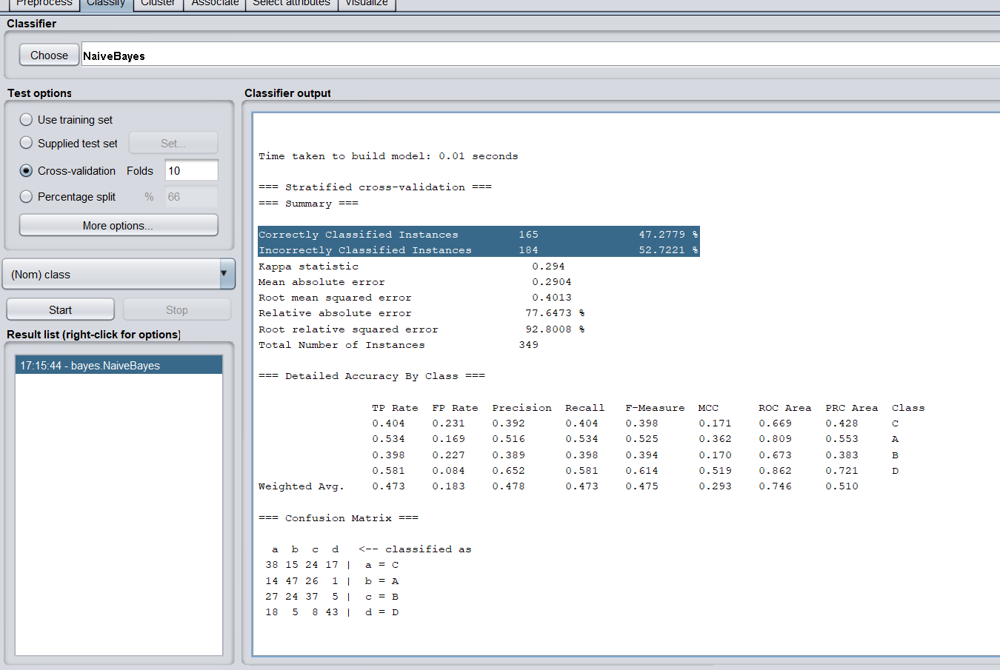 Preprocess Classify Cluster Associate Select attributes Visualize
Classifier
Choose NaiveBayes
Test options
Use training set
Supplied test set Set...
Cross-validation Folds 10
Percentage split % 66
More options...
(Nom) class
Start Stop
Result list (right-click for options)
17:15:44 - bayes.NaiveBayes
Classifier output
Time taken to build model: 0.01 seconds
=== Stratified cross-validation ===
=== Summary ===
Correctly Classified Instances 165 47.2779 %
Incorrectly Classified Instances 184 52.7221 %
Kappa statistic 0.294
Mean absolute error 0.2904
Root mean squared error 0.4013
Relative absolute error 77.6473 %
Root relative squared error 92.8008 %
Total Number of Instances 349
=== Detailed Accuracy By Class ===
TP Rate FP Rate Precision Recall F-Measure MCC ROC Area PRC Area Class
0.404 0.231 0.392 0.404 0.398 0.171 0.669 0.428 C
0.534 0.169 0.516 0.534 0.525 0.362 0.809 0.553 A
0.398 0.227 0.389 0.398 0.394 0.170 0.673 0.383 B
0.581 0.084 0.652 0.581 0.614 0.519 0.862 0.721 D
Weighted Avg. 0.473 0.183 0.478 0.473 0.475 0.293 0.746 0.510
=== Confusion Matrix ===
a b c d <-- classified as
38 15 24 17 | a = C
14 47 26 1 | b = A
27 24 37 5 | c = B
18 5 8 43 | d = D